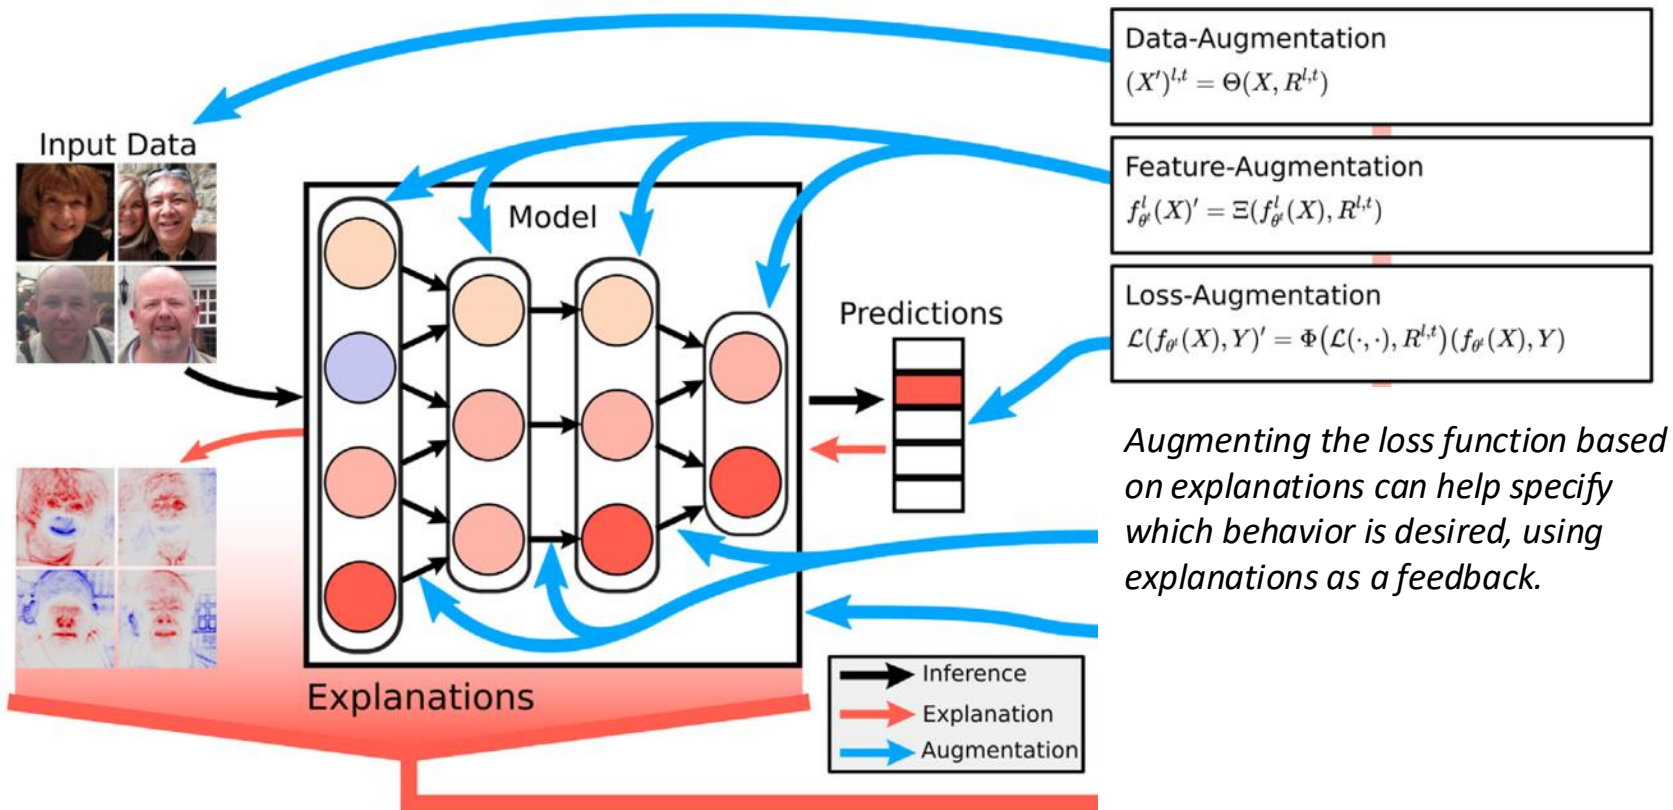 Data-Augmentation
(X′)^{l,t} = Θ(X, R^{l,t})
Input Data
Feature-Augmentation
f^l_{θ^t}(X)′ = Ξ(f^l_{θ^t}(X), R^{l,t})
Model
Loss-Augmentation
ℒ(f_{θ^t}(X), Y)′ = Φ(ℒ(·,·), R^{l,t})(f_{θ^t}(X), Y)
Predictions
Augmenting the loss function based
on explanations can help specify
which behavior is desired, using
explanations as a feedback.
Explanations
Inference
Explanation
Augmentation